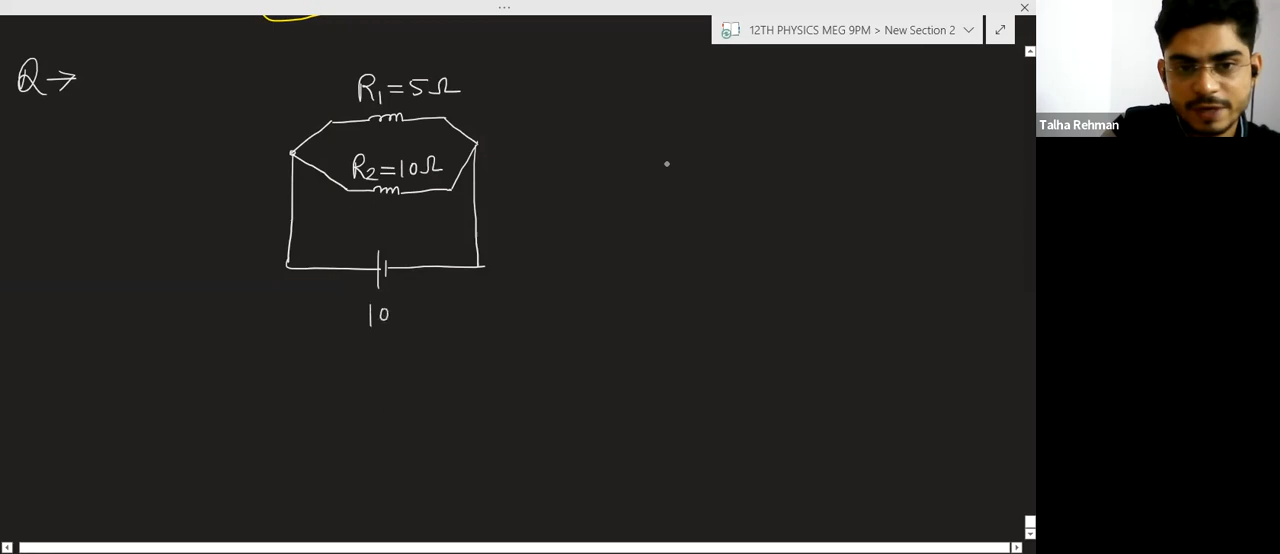 12TH PHYSICS MEG 9PM > New Section 2
Q →
R₁ = 5Ω
Talha Rehman
R₂ = 10Ω
10